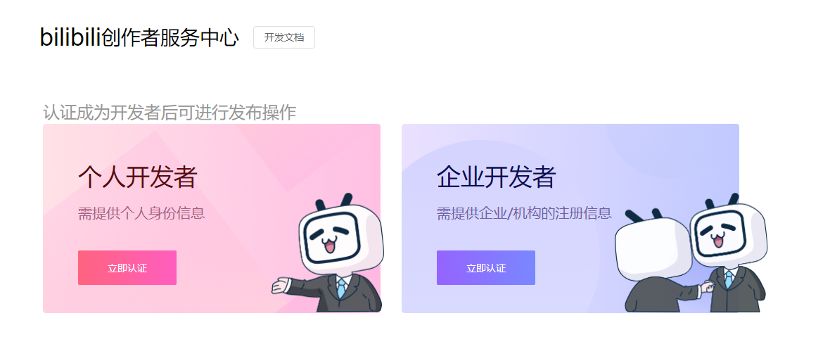 bilibili创作者服务中心 开发文档
认证成为开发者后可进行发布操作
个人开发者
需提供个人身份信息
立即认证
企业开发者
需提供企业/机构的注册信息
立即认证